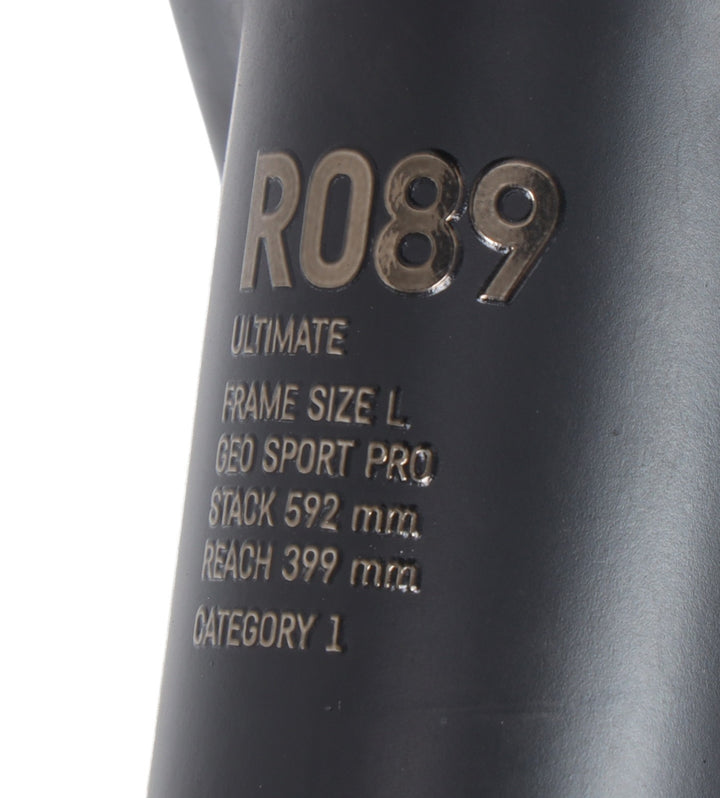 R089
ULTIMATE
FRAME SIZE L
GEO SPORT PRO
STACK 592 mm
REACH 399 mm
CATEGORY 1